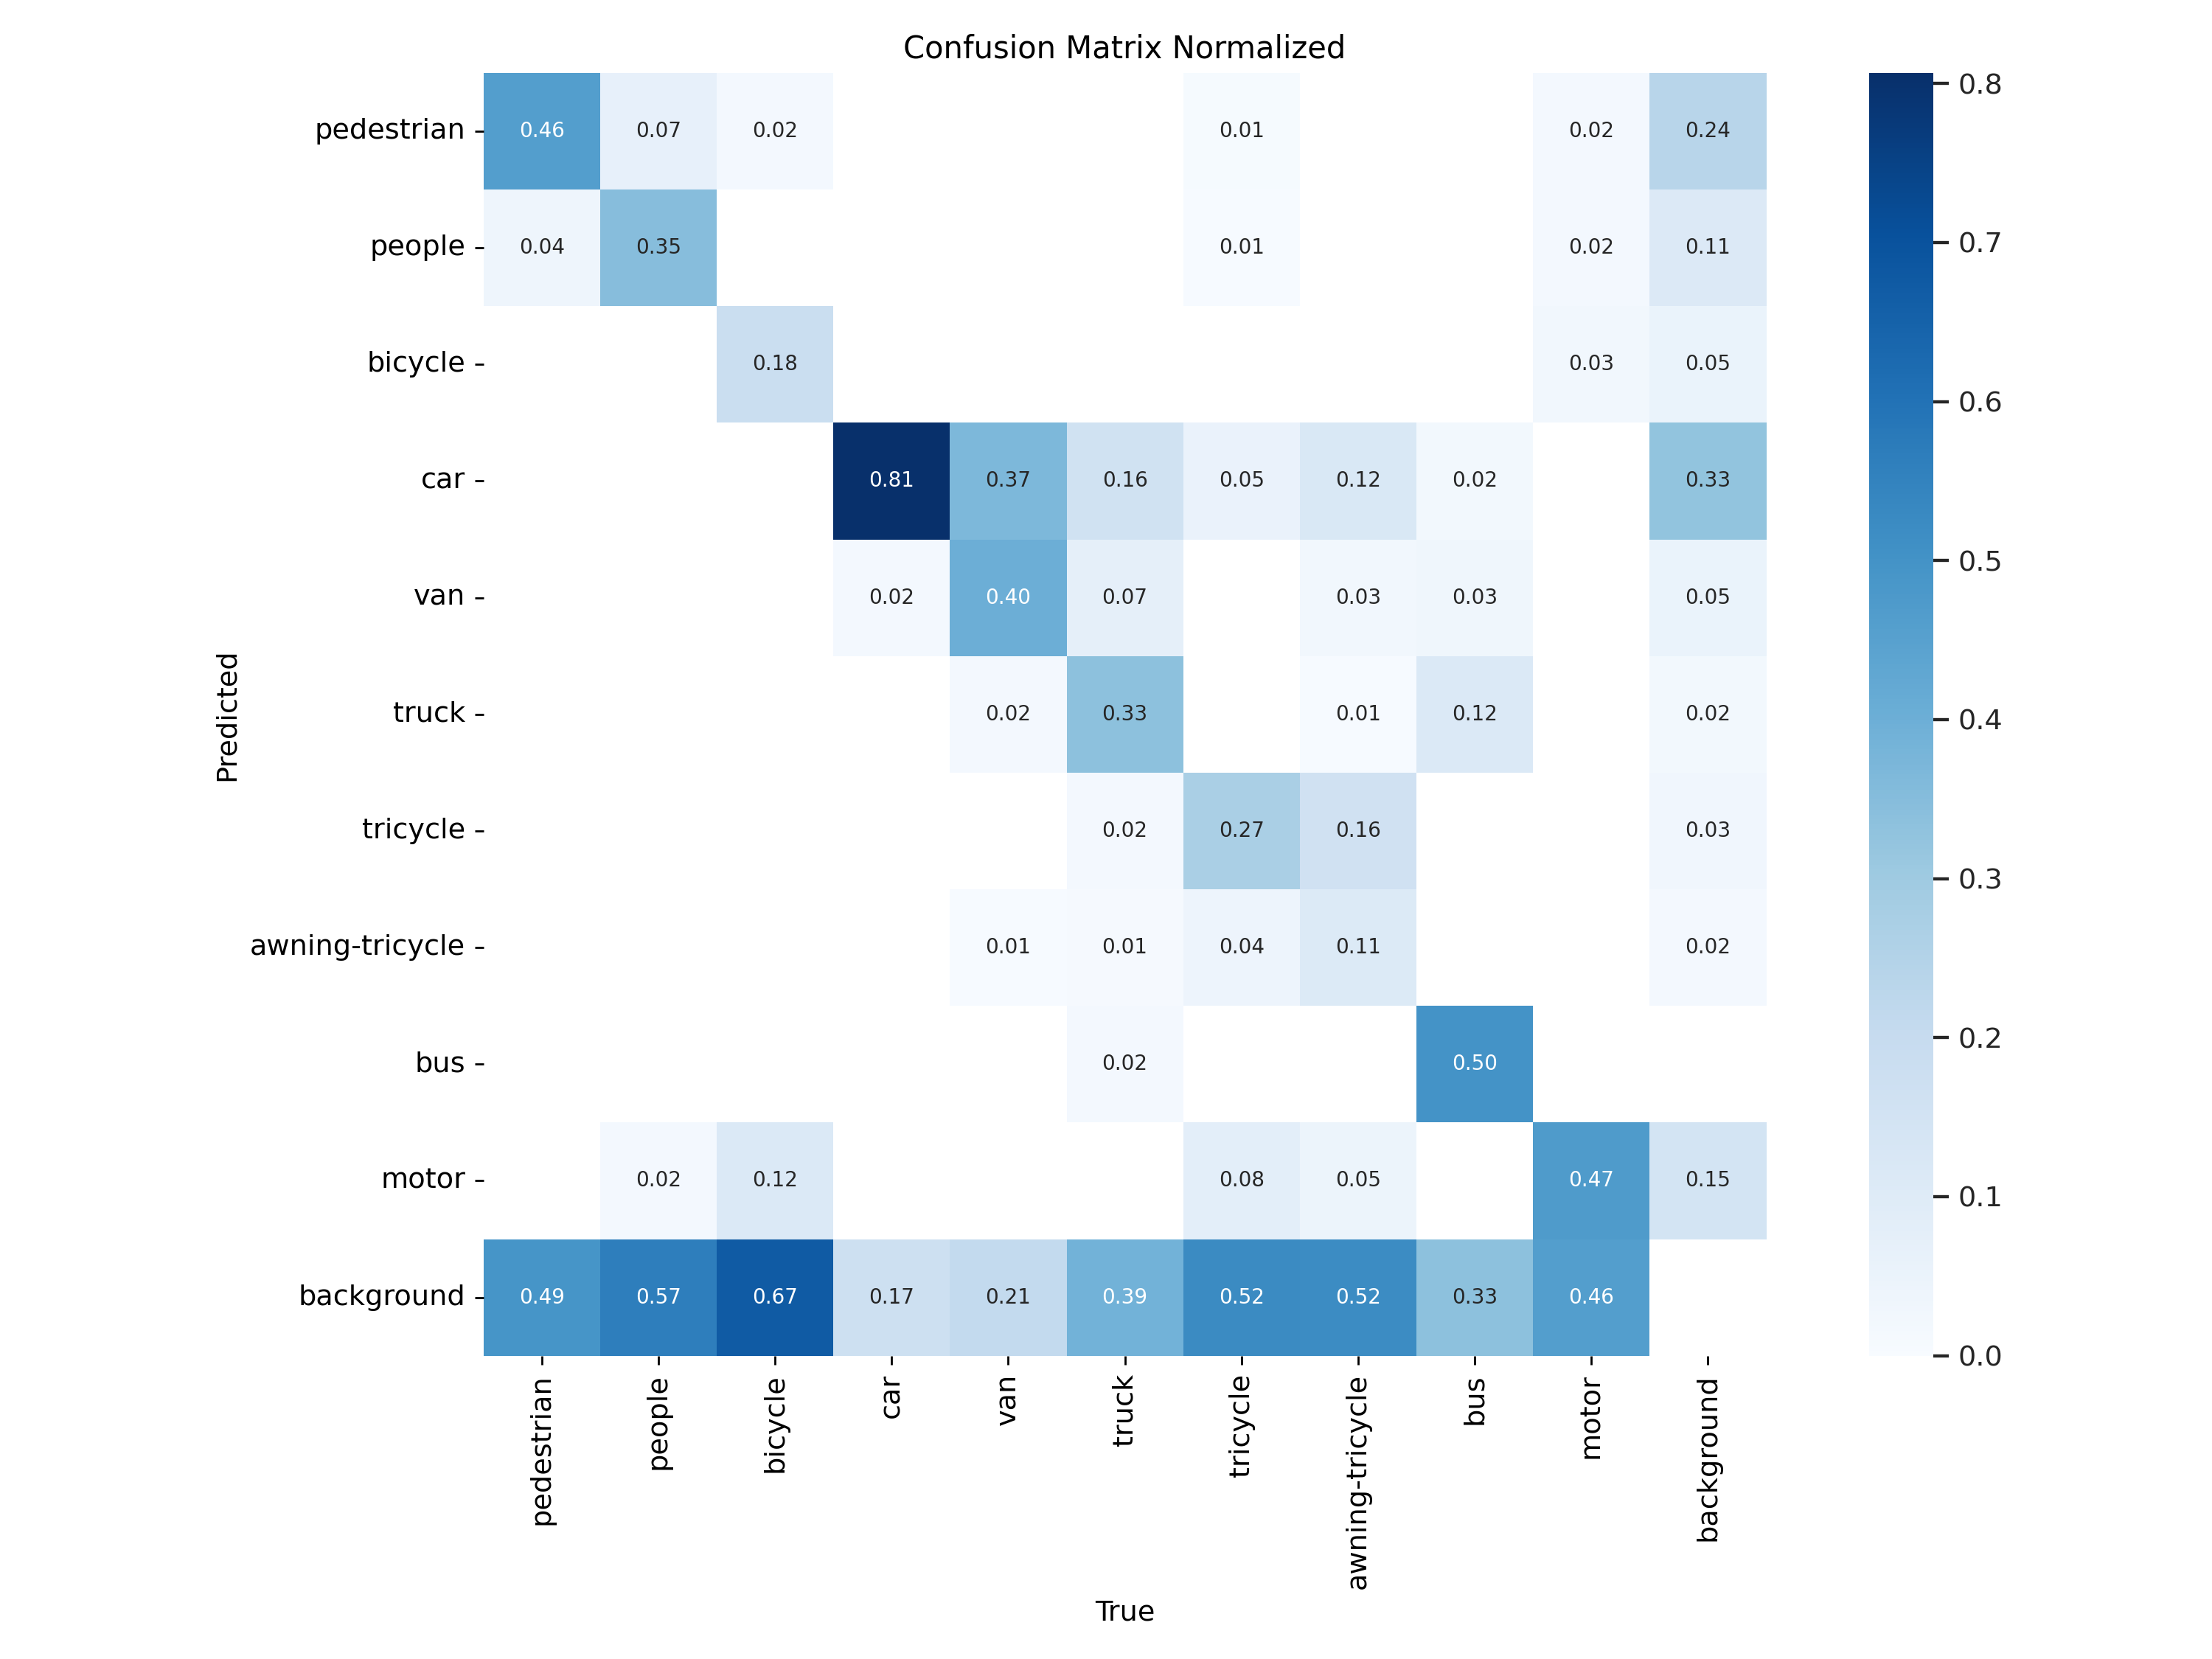 Confusion Matrix Normalized
pedestrian 0.46 0.07 0.02 0.01 0.02 0.24
people 0.04 0.35 0.01 0.02 0.11
bicycle 0.18 0.03 0.05
car 0.81 0.37 0.16 0.05 0.12 0.02 0.33
van 0.02 0.40 0.07 0.03 0.03 0.05
truck 0.02 0.33 0.01 0.12 0.02
tricycle 0.02 0.27 0.16 0.03
awning-tricycle 0.01 0.01 0.04 0.11 0.02
bus 0.02 0.50
motor 0.02 0.12 0.08 0.05 0.47 0.15
background 0.49 0.57 0.67 0.17 0.21 0.39 0.52 0.52 0.33 0.46
Predicted
pedestrian
people
bicycle
car
van
truck
tricycle
awning-tricycle
bus
motor
background
True
0.8
0.7
0.6
0.5
0.4
0.3
0.2
0.1
0.0